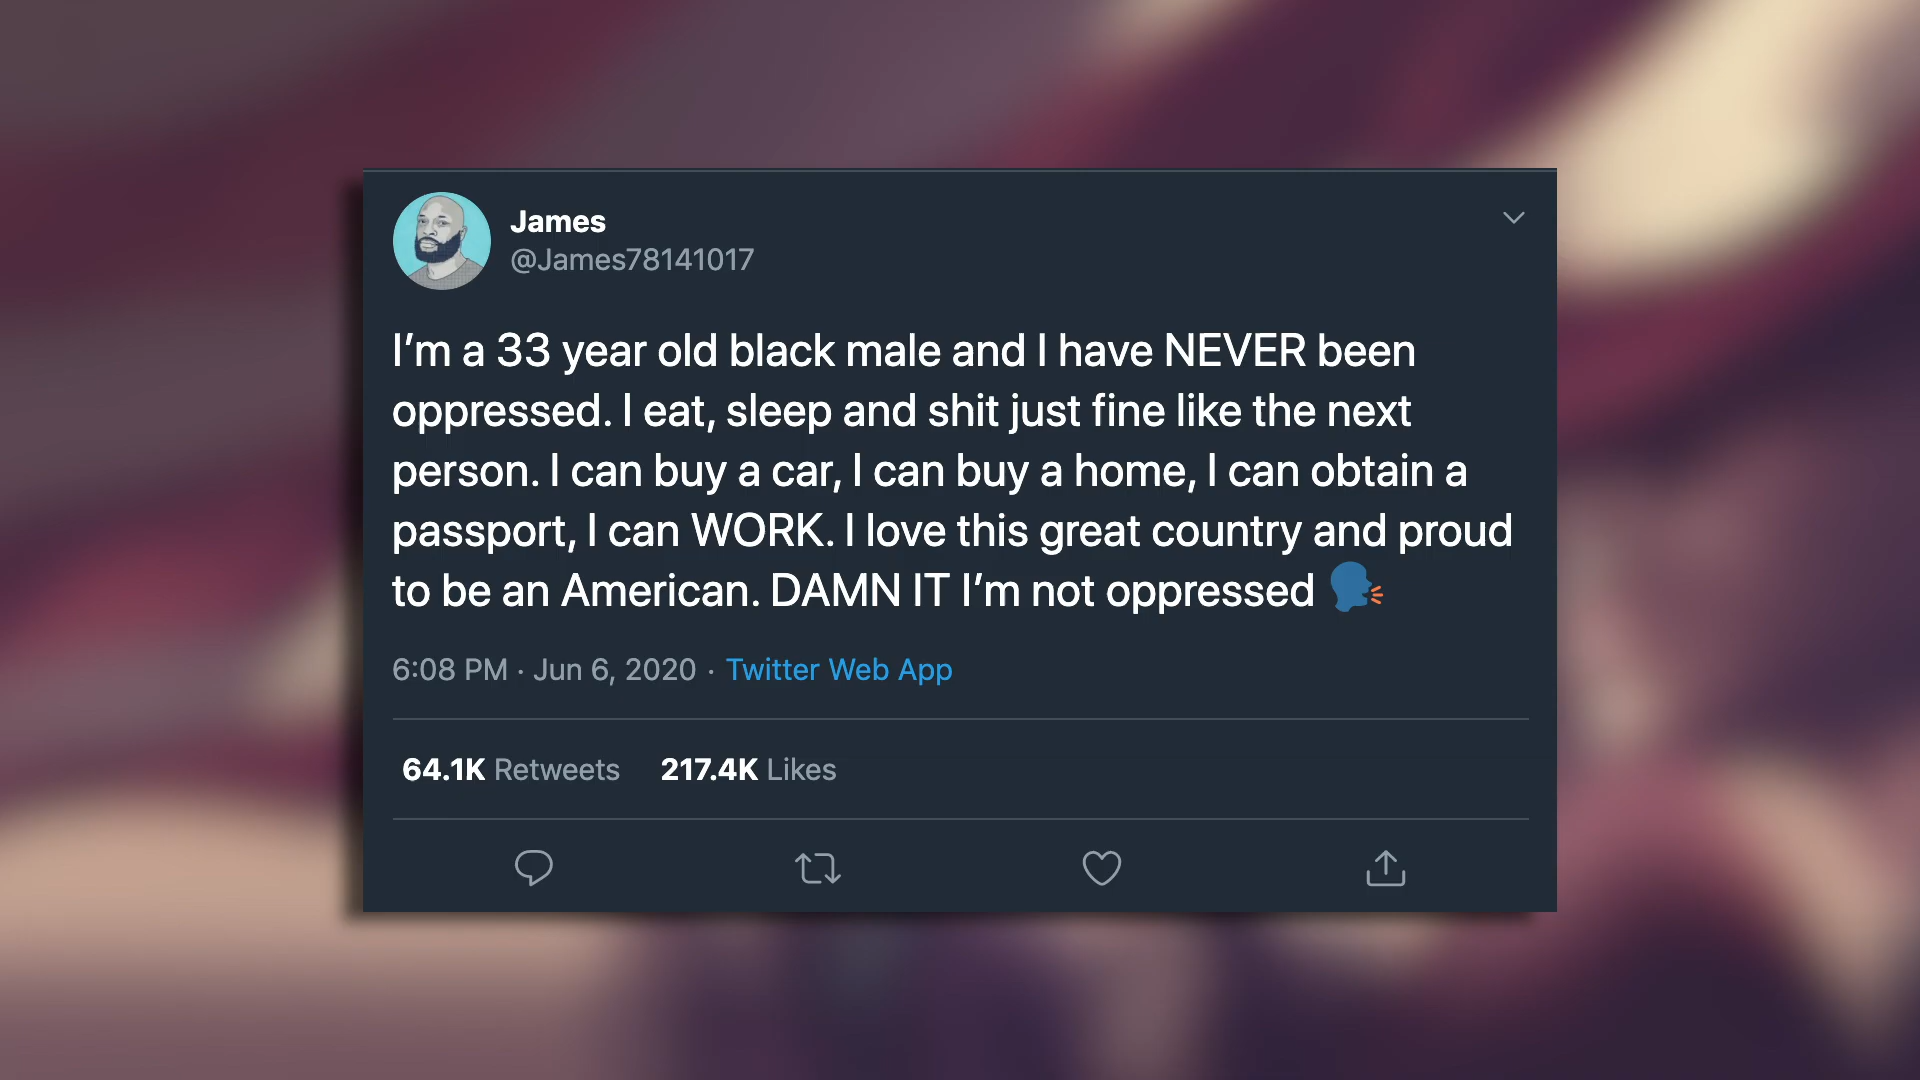 James
@James78141017
I’m a 33 year old black male and I have NEVER been
oppressed. I eat, sleep and shit just fine like the next
person. I can buy a car, I can buy a home, I can obtain a
passport, I can WORK. I love this great country and proud
to be an American. DAMN IT I’m not oppressed 🗣
6:08 PM · Jun 6, 2020 · Twitter Web App
64.1K Retweets 217.4K Likes